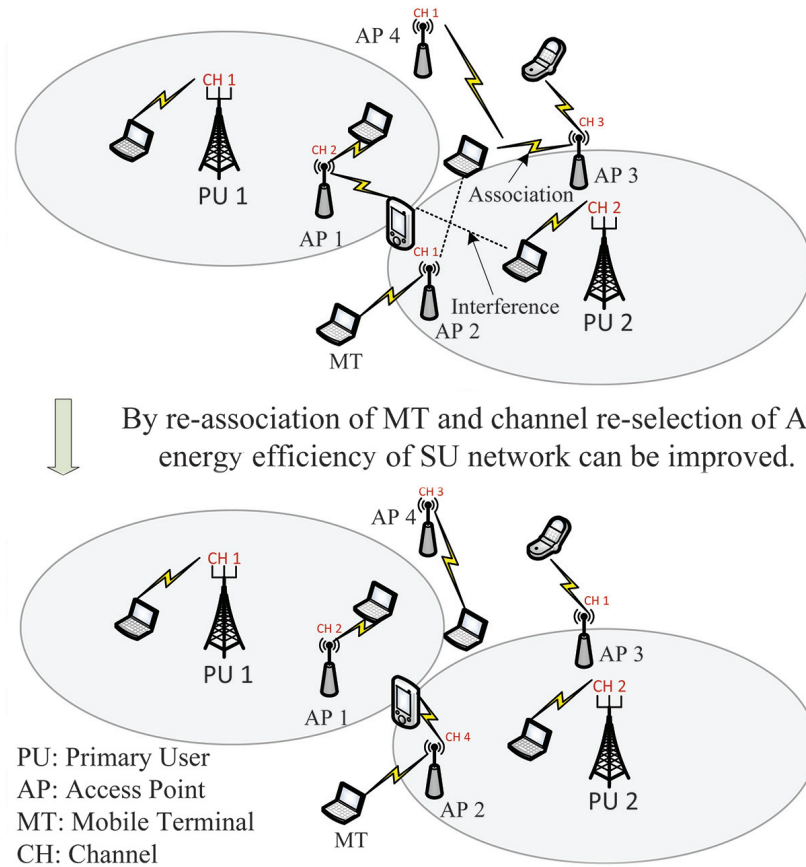 CH 1
AP 4
CH 1
PU 1
CH 2
AP 1
CH 3
AP 3
Association
CH 2
PU 2
CH 1
AP 2
Interference
MT
By re-association of MT and channel re-selection of A
energy efficiency of SU network can be improved.
CH 3
AP 4
CH 1
PU 1
CH 2
AP 1
CH 1
AP 3
CH 2
PU 2
CH 4
AP 2
MT
PU: Primary User
AP: Access Point
MT: Mobile Terminal
CH: Channel